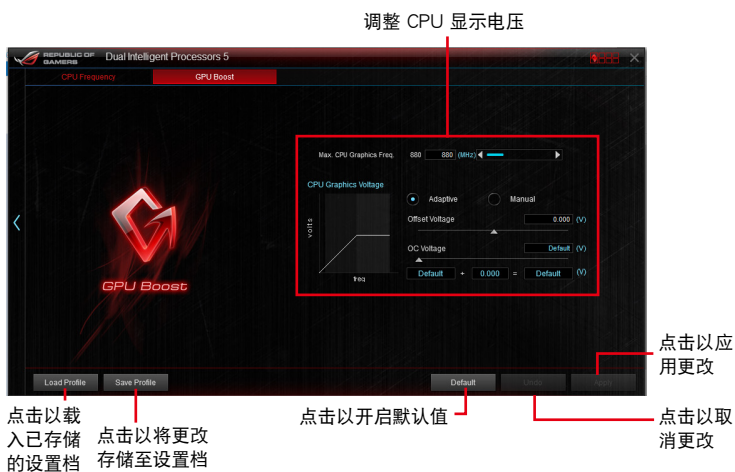 调整 CPU 显示电压
REPUBLIC OF
GAMERS
Dual Intelligent Processors 5
CPU Frequency
GPU Boost
Max. CPU Graphics Freq. 880 880 (MHz)
CPU Graphics Voltage
Adaptive
Manual
Offset Voltage 0.000 (V)
volts
OC Voltage Default (V)
Default + 0.000 = Default (V)
freq
GPU Boost
Load Profile
Save Profile
Default
Undo
Apply
点击以应
用更改
点击以载
入已存储
的设置档
点击以将更改
存储至设置档
点击以开启默认值
点击以取
消更改